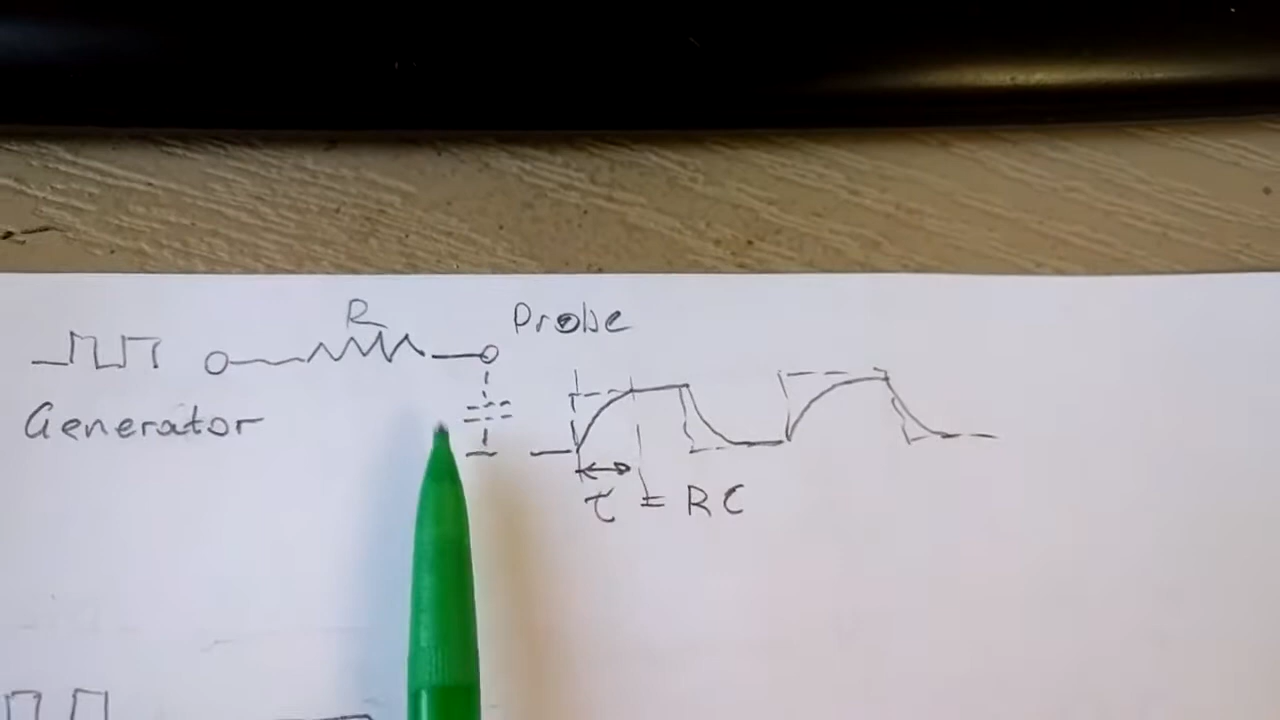 R
Probe
Generator
τ = RC